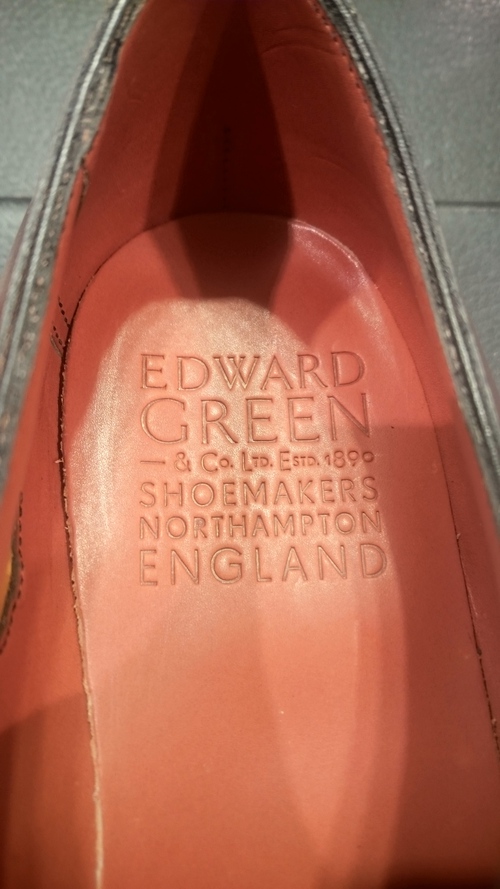 EDWARD
GREEN
— & Co. LTD. ESTD. 1890
SHOEMAKERS
NORTHAMPTON
ENGLAND